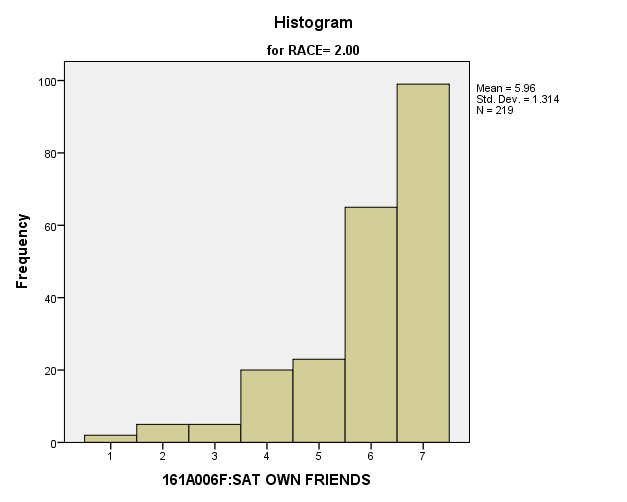 Histogram
for RACE= 2.00
Mean = 5.96
Std. Dev. = 1.314
N = 219
Frequency
100
80
60
40
20
0
1 2 3 4 5 6 7
161A006F:SAT OWN FRIENDS